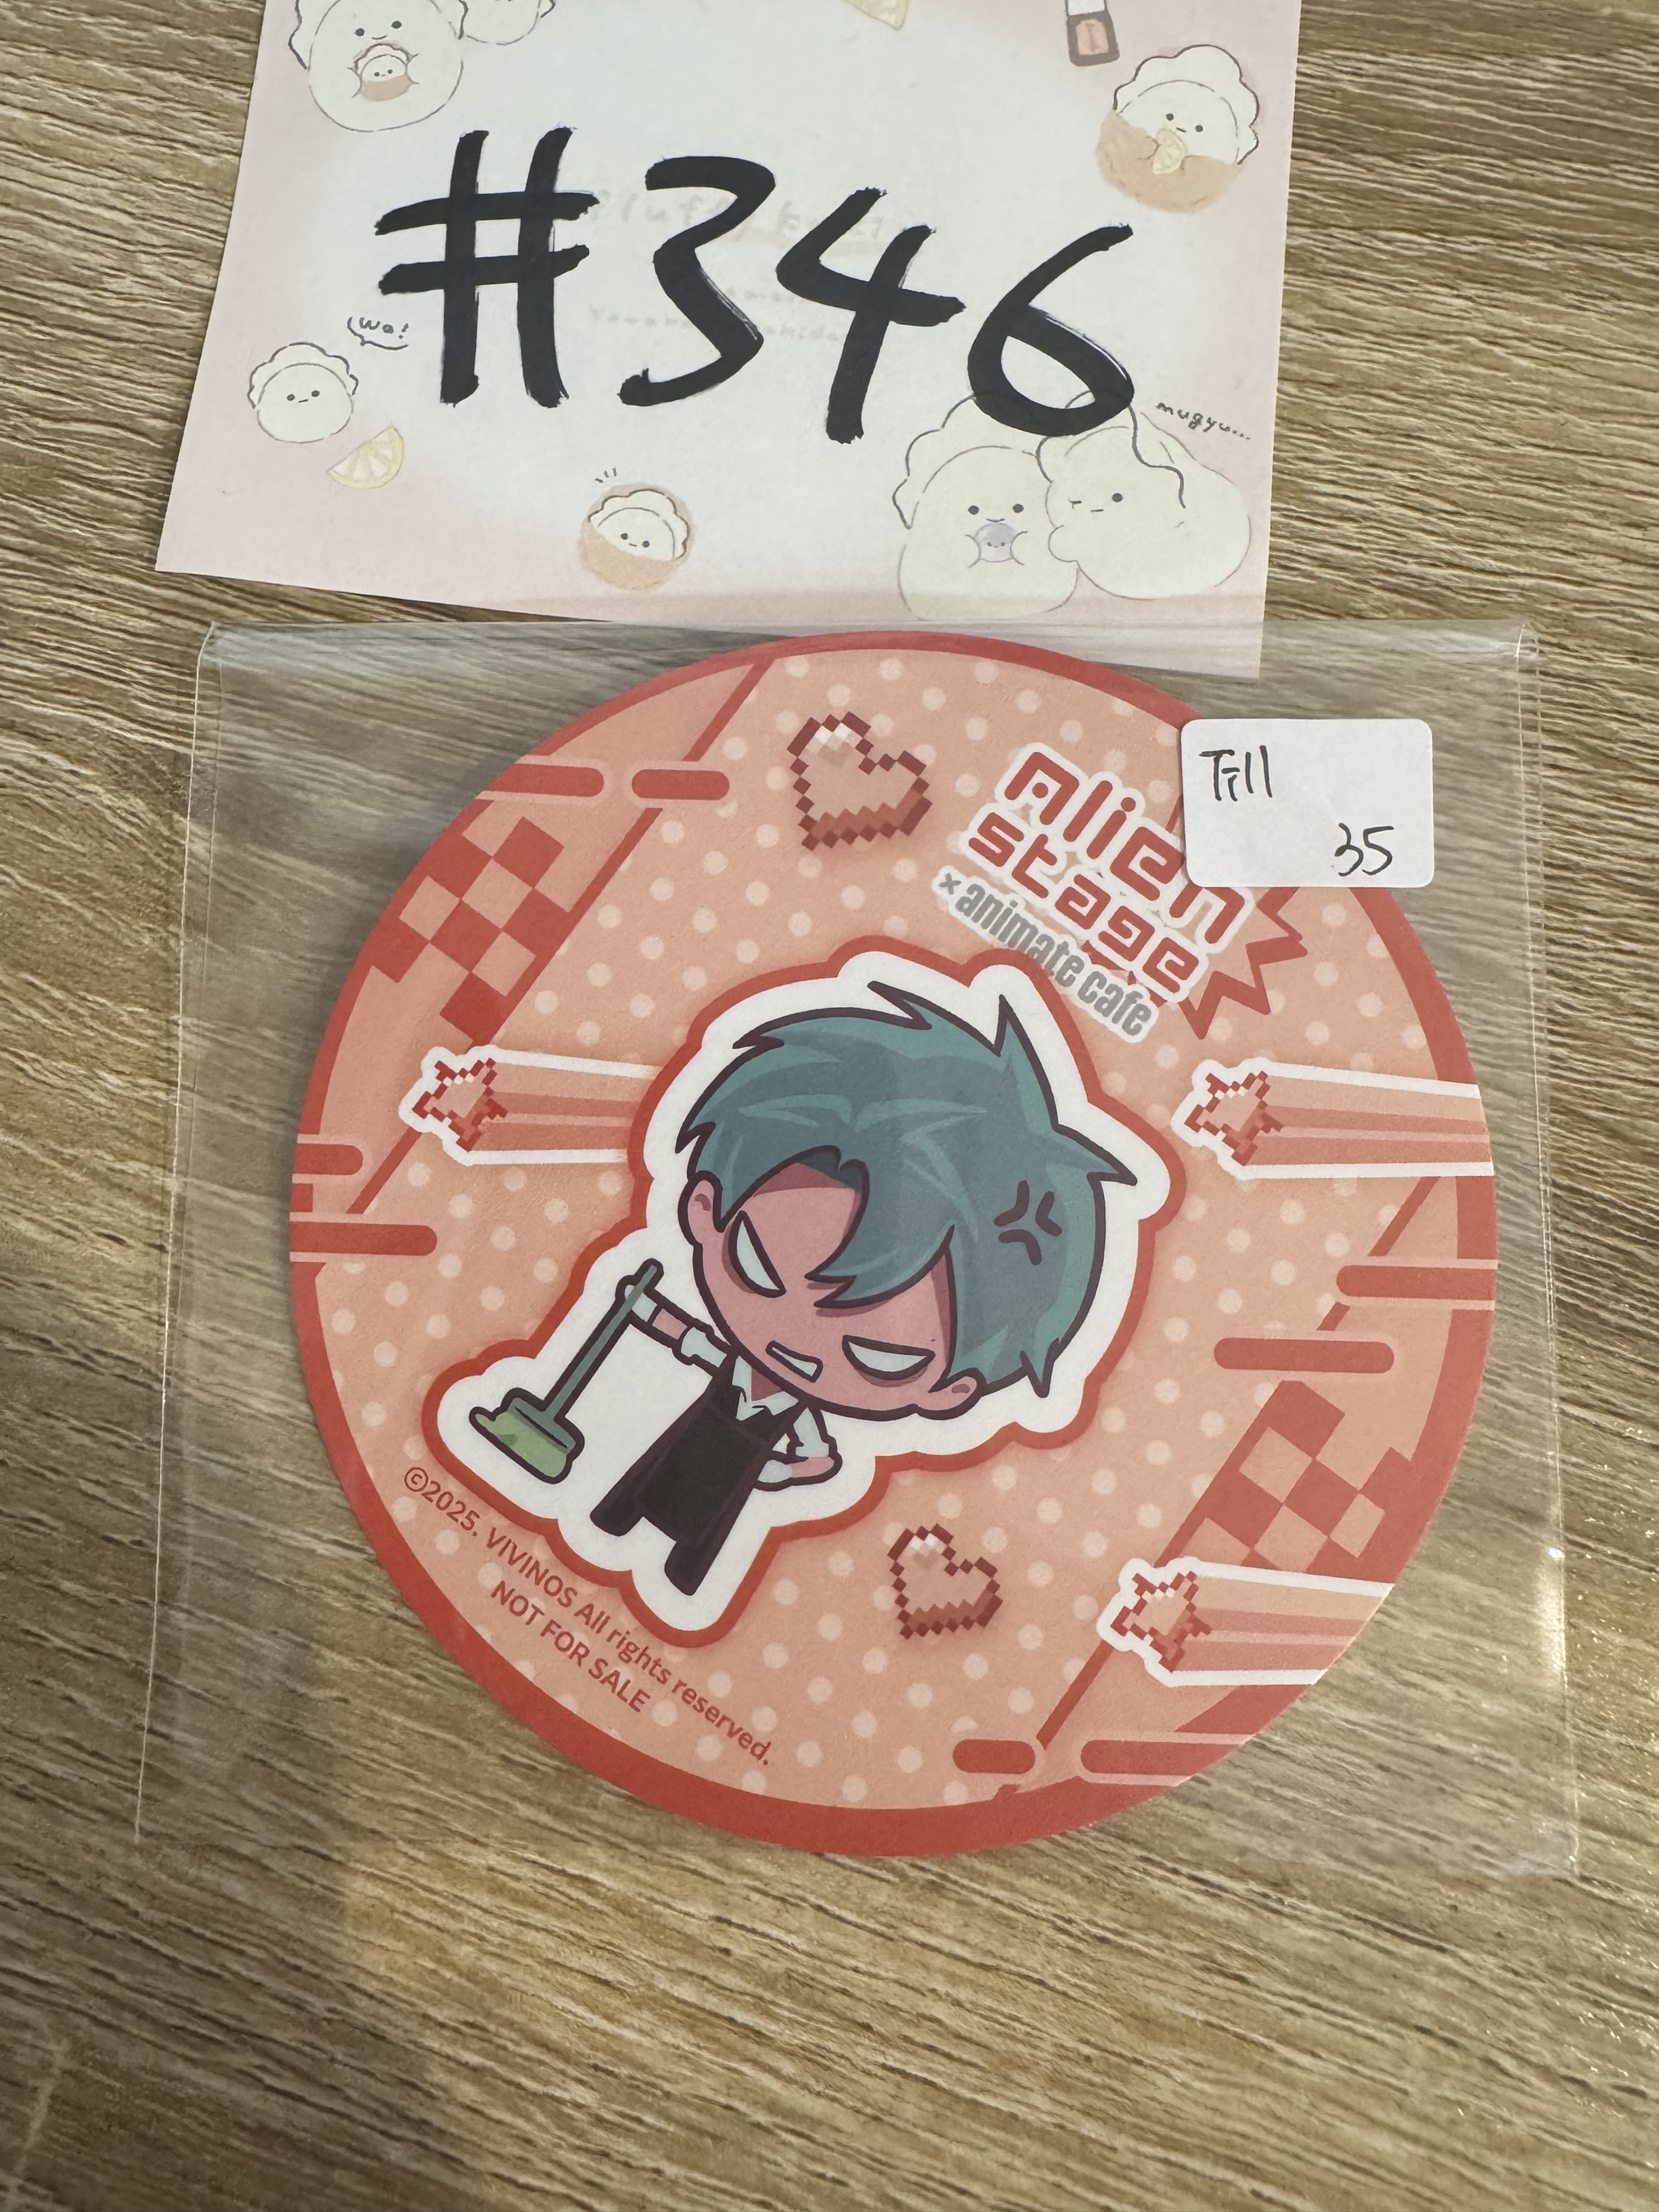 #346
wa!
mugyu...
Till
35
Alien
stage
× animate cafe
©2025. VIVINOS All rights reserved.
NOT FOR SALE